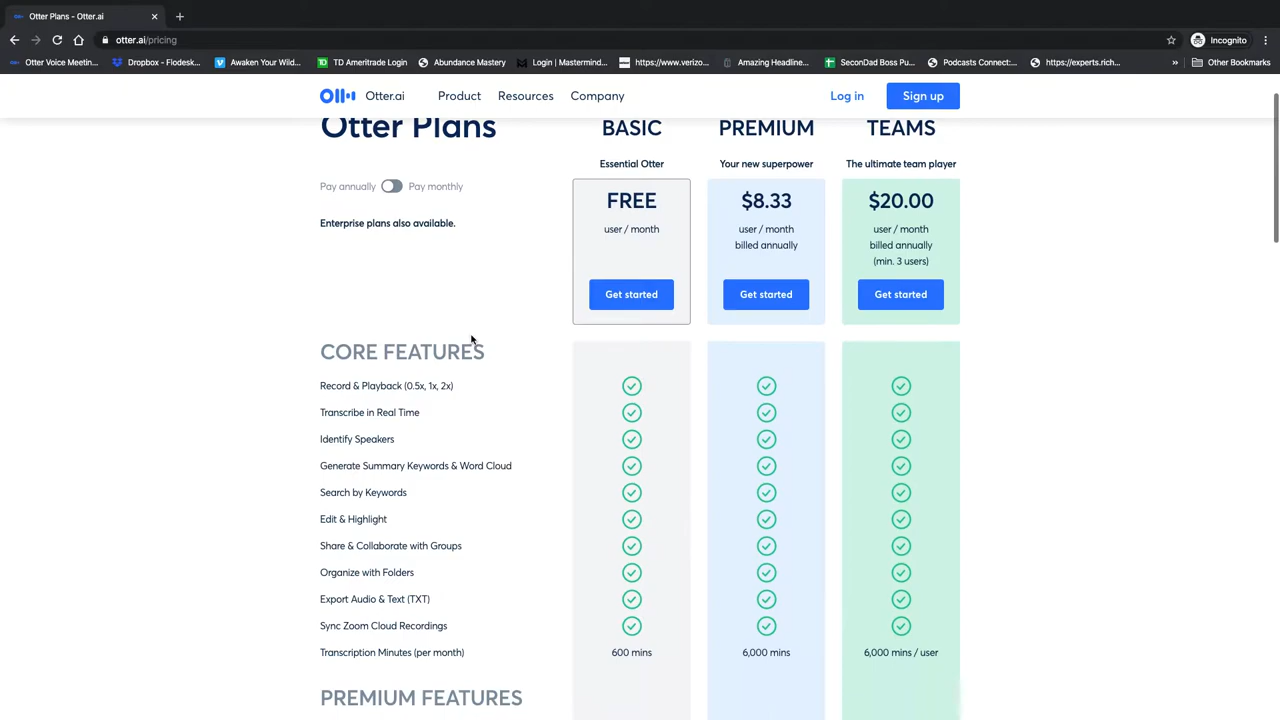 Otter Plans - Otter.ai
otter.ai/pricing
Incognito
Otter Voice Meetin...
Dropbox - Flodesk...
Awaken Your Wild...
TD Ameritrade Login
Abundance Mastery
Login | Mastermind...
https://www.verizo...
Amazing Headline...
SeconDad Boss Pu...
Podcasts Connect:...
https://experts.rich...
Other Bookmarks
Otter.ai
Product
Resources
Company
Log in
Sign up
Otter Plans
BASIC
PREMIUM
TEAMS
Essential Otter
Your new superpower
The ultimate team player
Pay annually
Pay monthly
Enterprise plans also available.
FREE
user / month
Get started
$8.33
user / month
billed annually
Get started
$20.00
user / month
billed annually
(min. 3 users)
Get started
CORE FEATURES
Record & Playback (0.5x, 1x, 2x)
Transcribe in Real Time
Identify Speakers
Generate Summary Keywords & Word Cloud
Search by Keywords
Edit & Highlight
Share & Collaborate with Groups
Organize with Folders
Export Audio & Text (TXT)
Sync Zoom Cloud Recordings
Transcription Minutes (per month)
600 mins
6,000 mins
6,000 mins / user
PREMIUM FEATURES